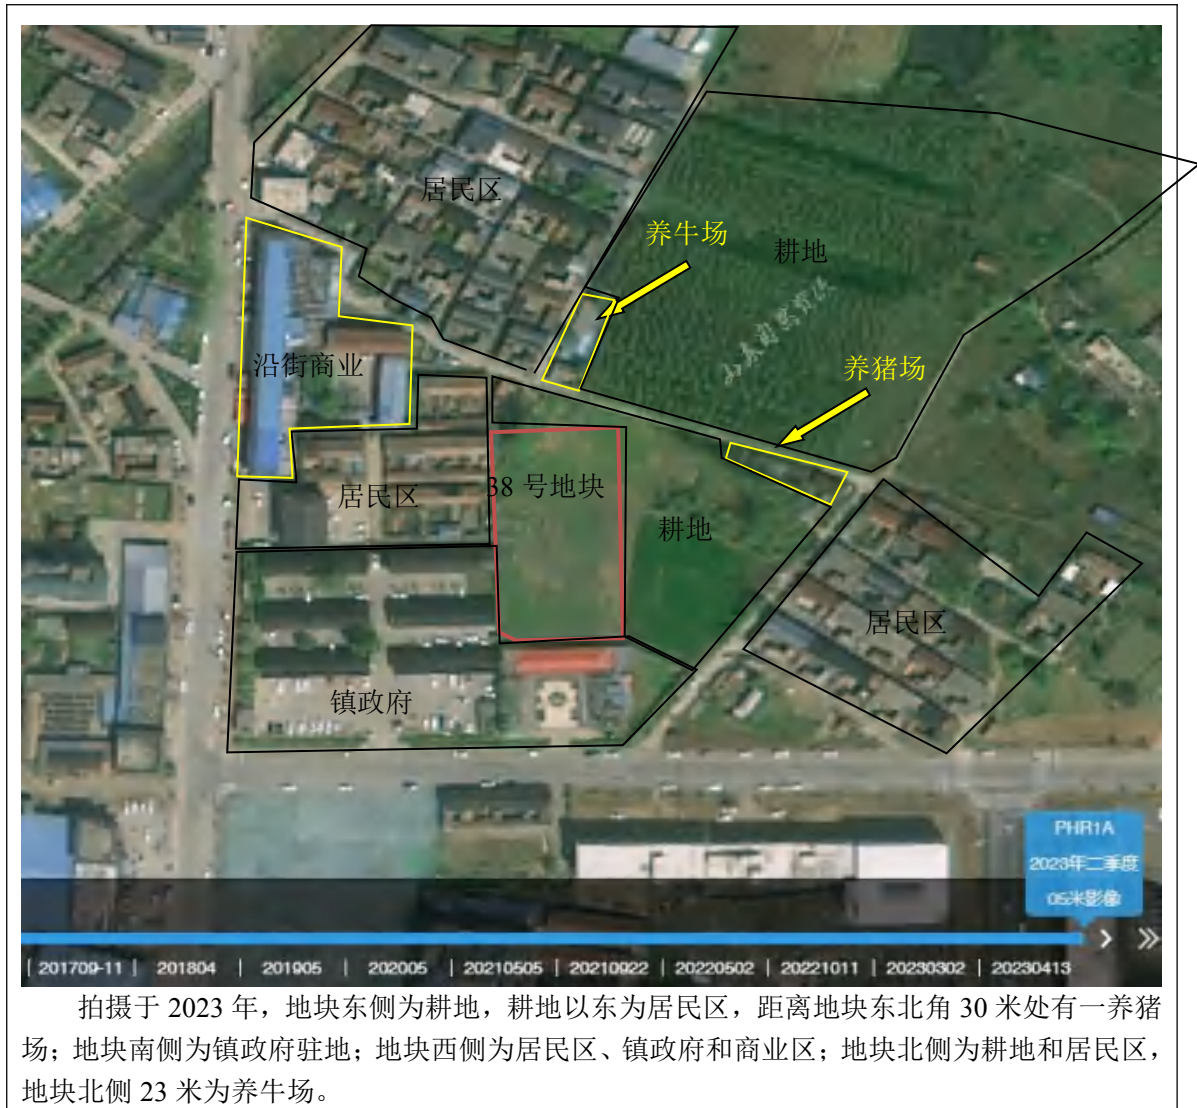 居民区
养牛场
耕地
沿街商业
养猪场
38 号地块
居民区
耕地
居民区
镇政府
PHR1A
2023年二季度
05米影像
201709-11 | 201804 | 201905 | 202005 | 20210505 | 20210922 | 20220502 | 20221011 | 20230302 | 20230413
拍摄于 2023 年，地块东侧为耕地，耕地以东为居民区，距离地块东北角 30 米处有一养猪
场；地块南侧为镇政府驻地；地块西侧为居民区、镇政府和商业区；地块北侧为耕地和居民区，
地块北侧 23 米为养牛场。